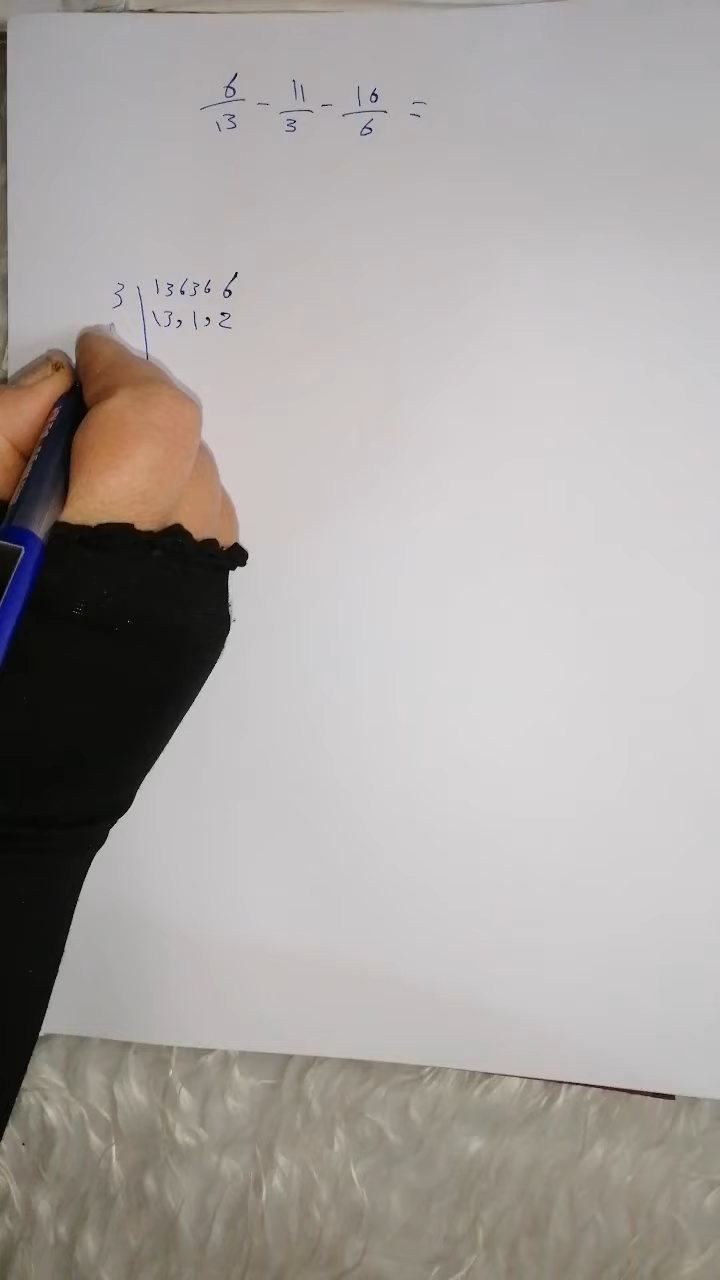 6/13 - 11/3 - 16/6 =
3 | 13, 3, 6
13, 1, 2